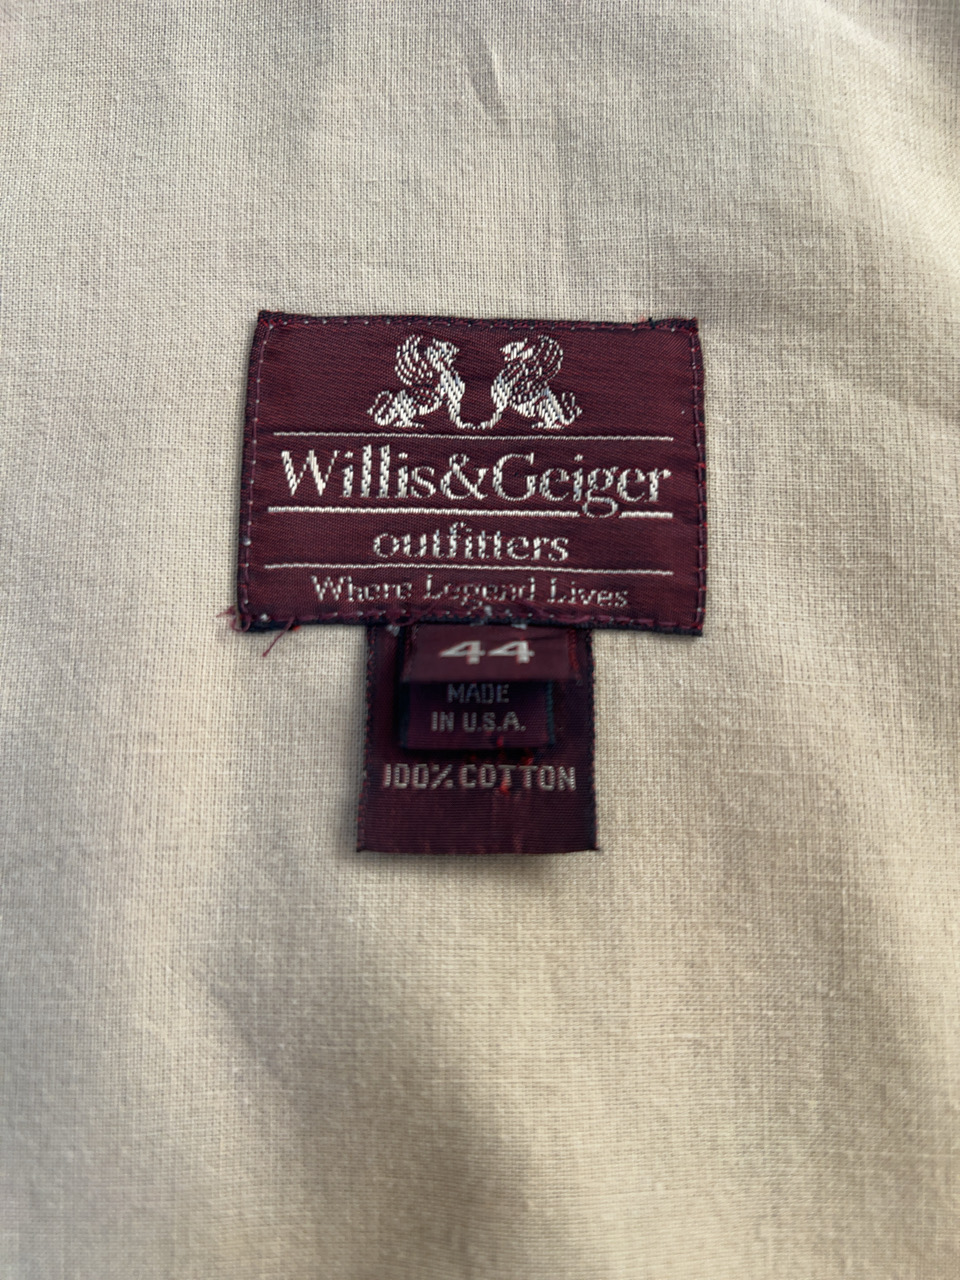 Willis&Geiger
outfitters
Where Legend Lives
44
MADE
IN U.S.A.
100% COTTON